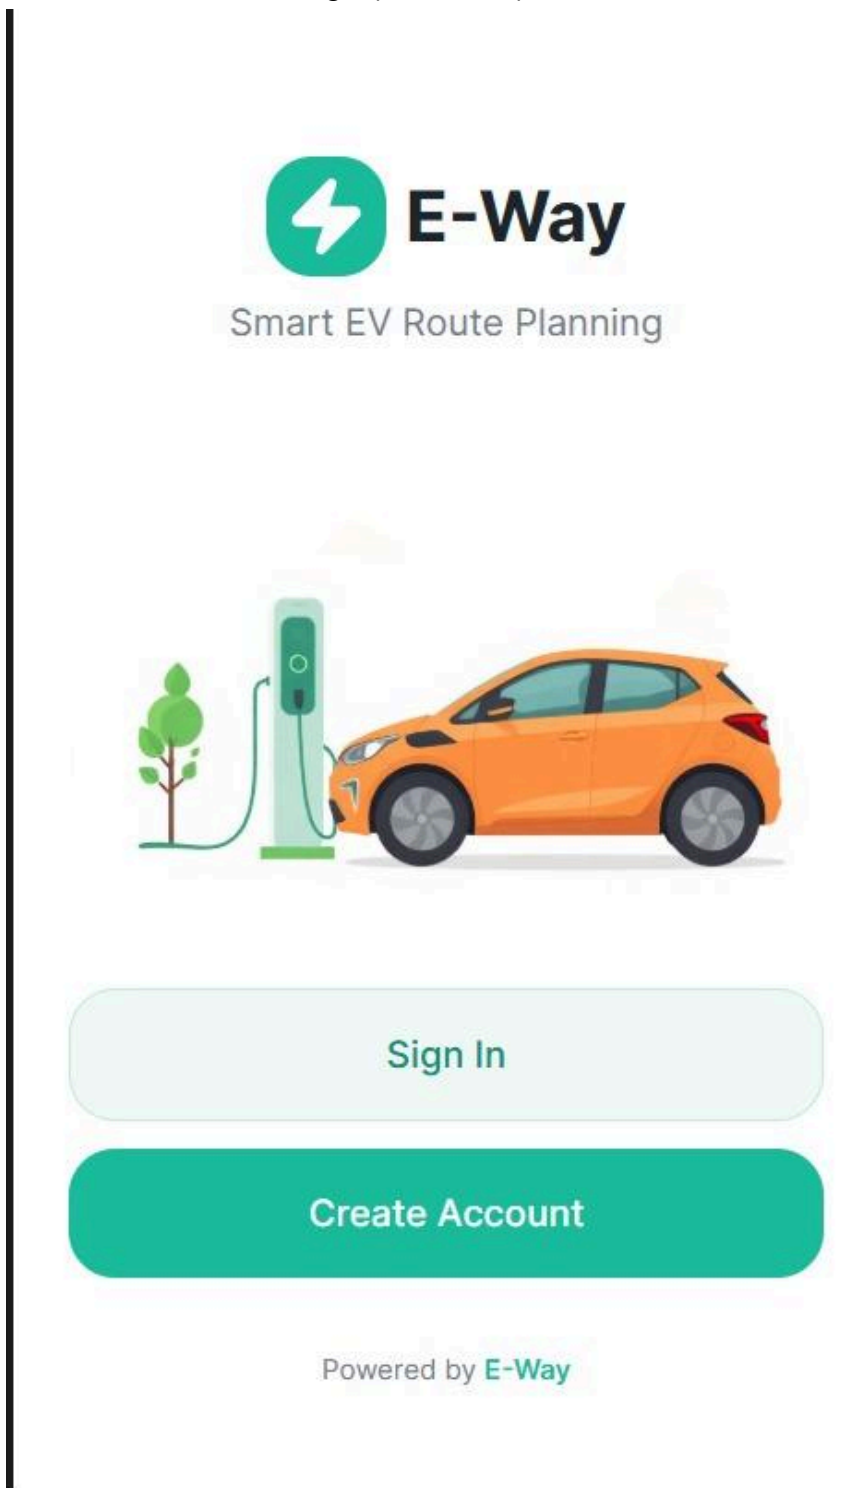 E-Way
Smart EV Route Planning
Sign In
Create Account
Powered by E-Way